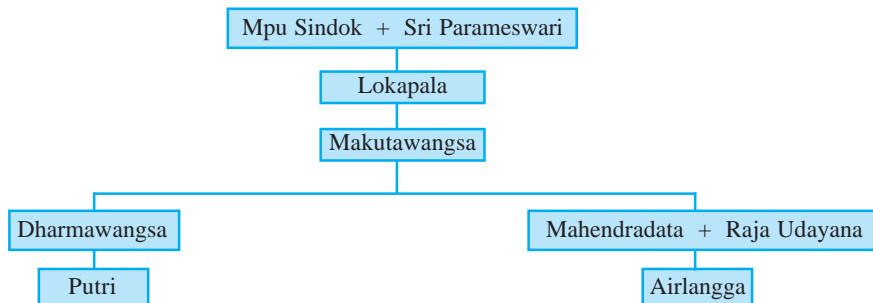 Mpu Sindok + Sri Parameswari
Lokapala
Makutawangsa
Dharmawangsa
Mahendradata + Raja Udayana
Putri
Airlangga